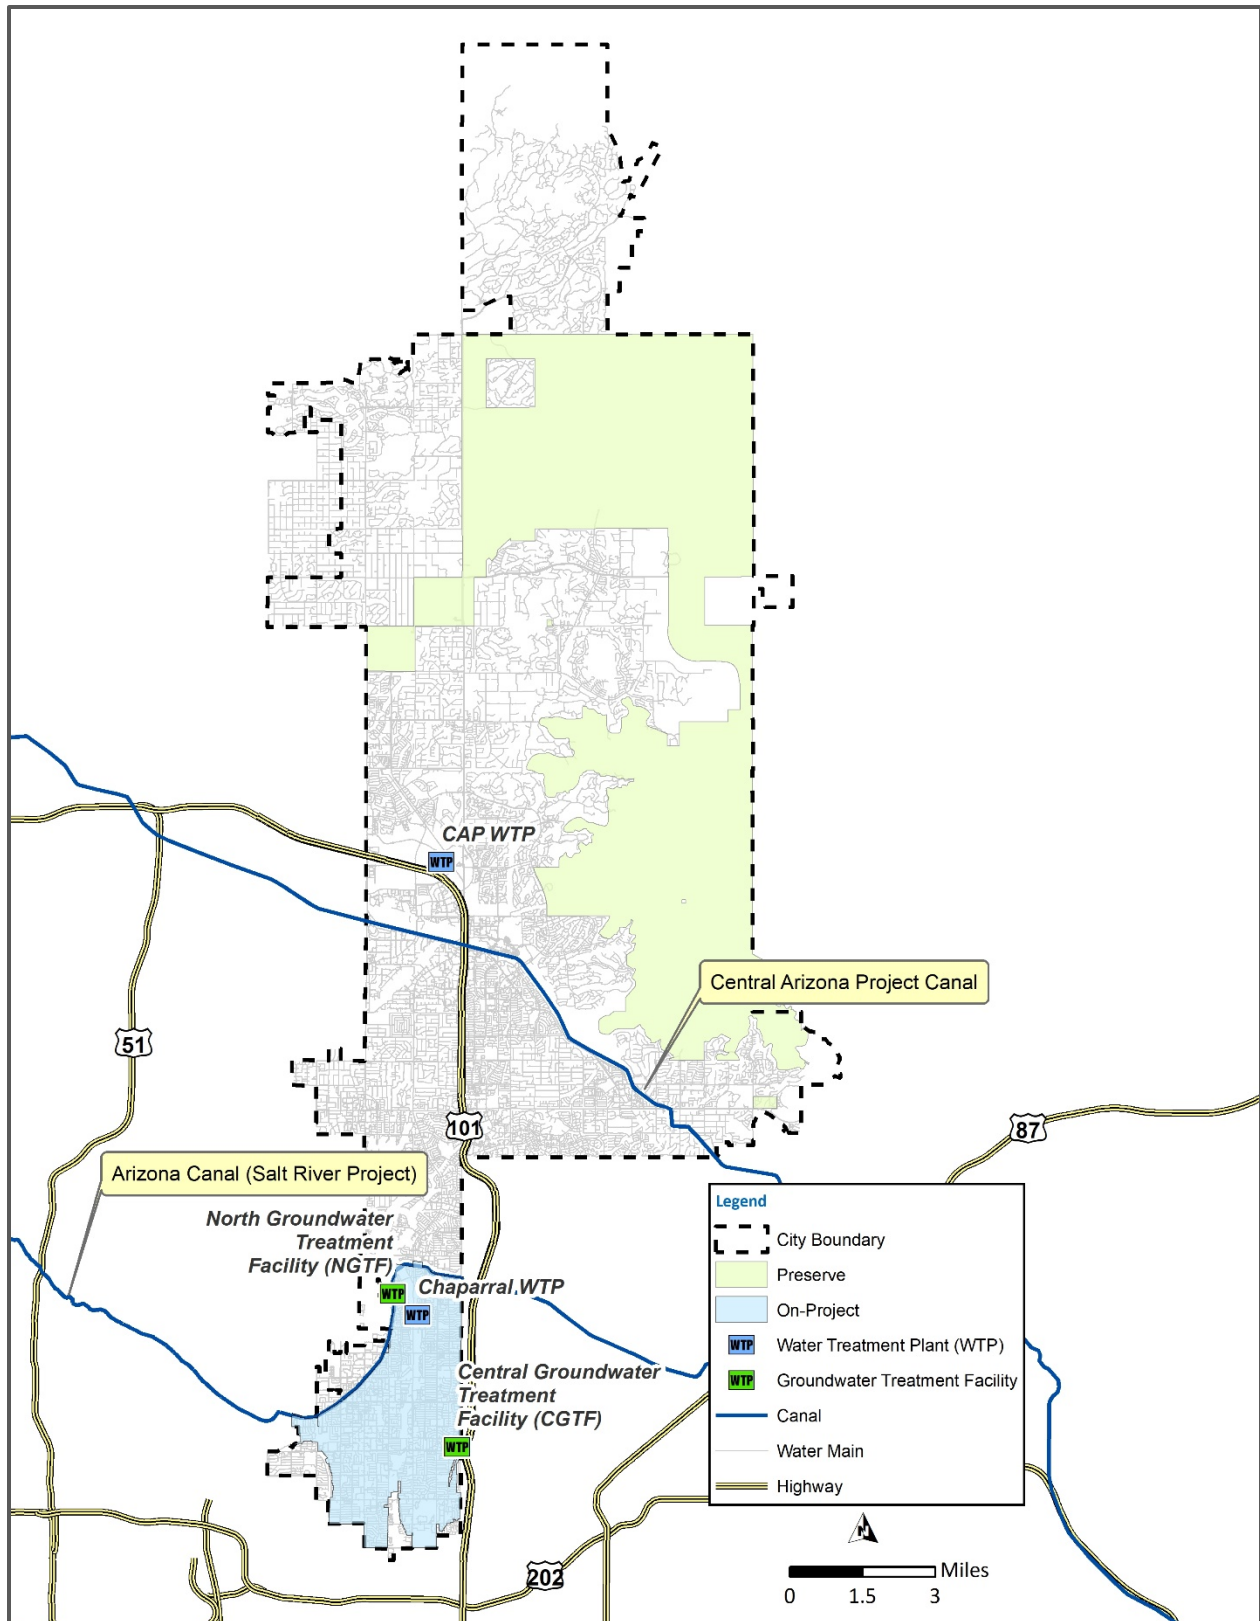 CAP WTP
WTP
Central Arizona Project Canal
51
101
87
Arizona Canal (Salt River Project)
North Groundwater
Treatment
Facility (NGTF)
WTP
Chaparral WTP
WTP
Central Groundwater
Treatment
Facility (CGTF)
WTP
202
Legend
City Boundary
Preserve
On-Project
WTP Water Treatment Plant (WTP)
WTP Groundwater Treatment Facility
Canal
Water Main
Highway
N
Miles
0 1.5 3